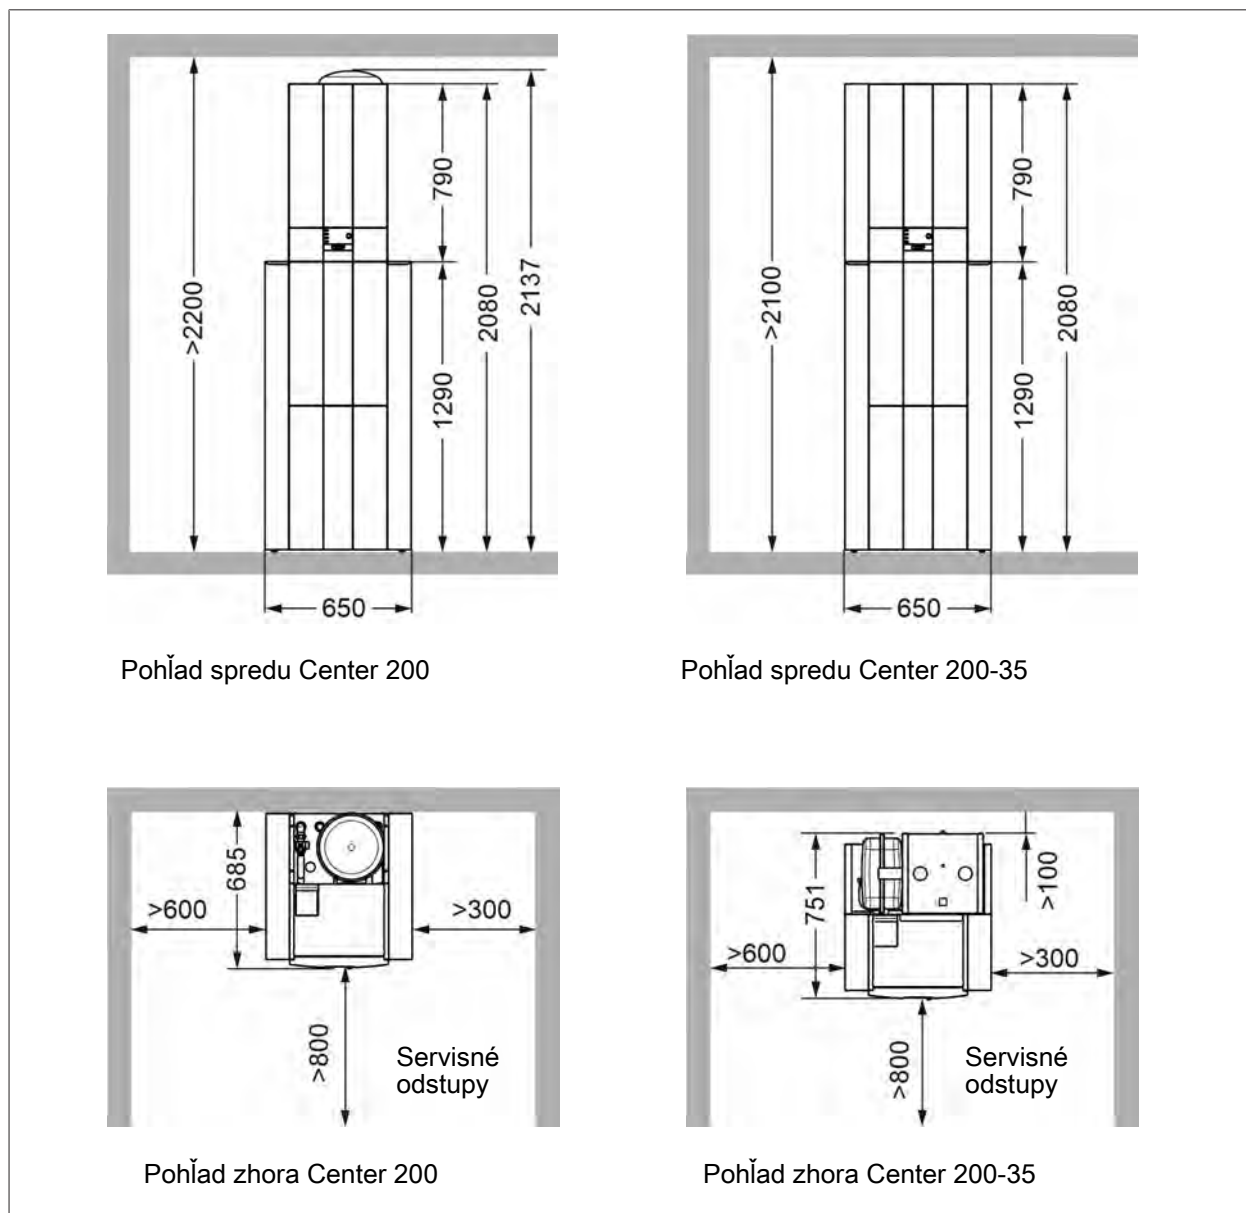 >2200
790
1290
2080
2137
650
Pohľad spredu Center 200
>2100
790
1290
2080
650
Pohľad spredu Center 200-35
685
>600
>300
>800
Servisné
odstupy
Pohľad zhora Center 200
751
>100
>600
>300
>800
Servisné
odstupy
Pohľad zhora Center 200-35